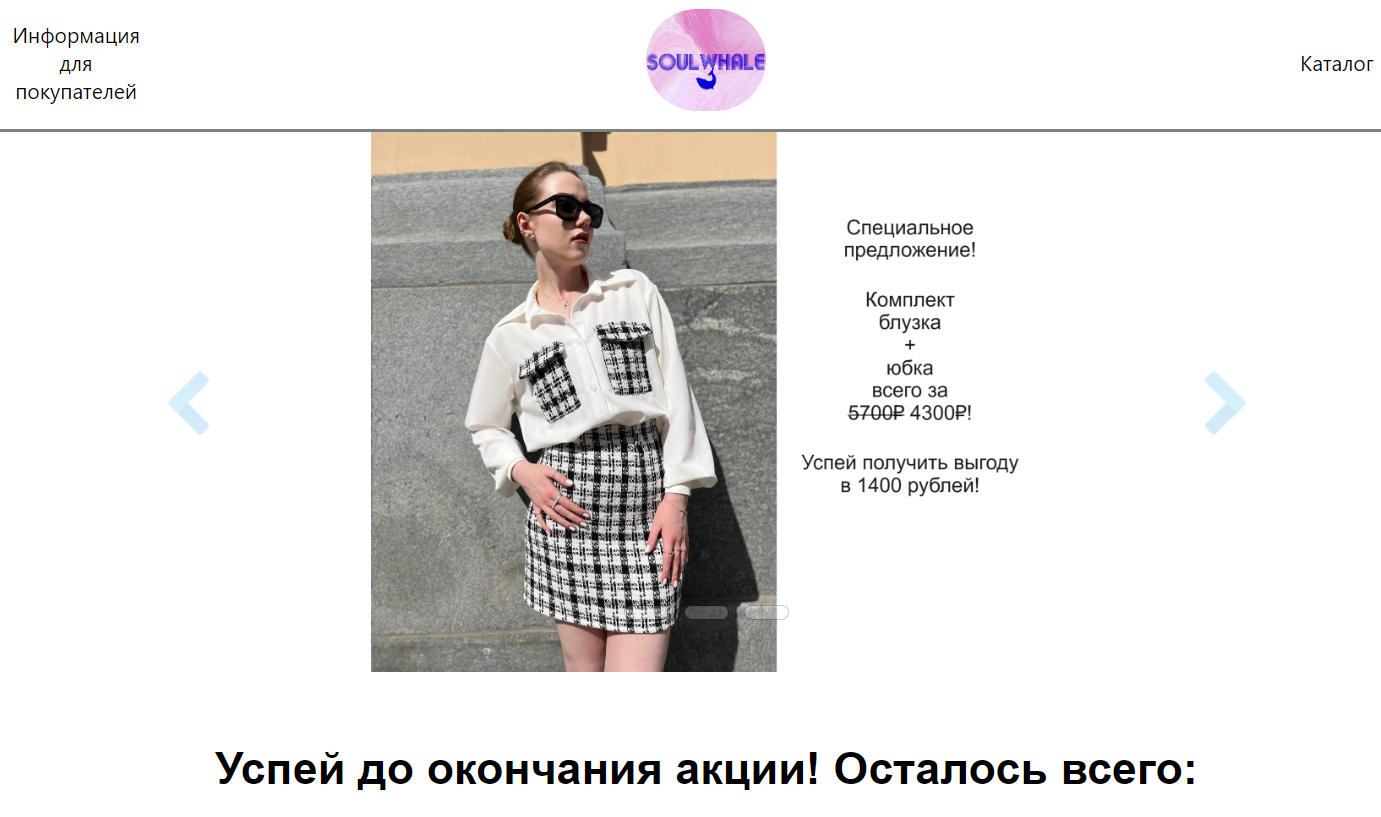 Информация
для
покупателей
SOULWHALE
Каталог
Специальное
предложение!
Комплект
блузка
+
юбка
всего за
5700₽ 4300₽!
Успей получить выгоду
в 1400 рублей!
Успей до окончания акции! Осталось всего: